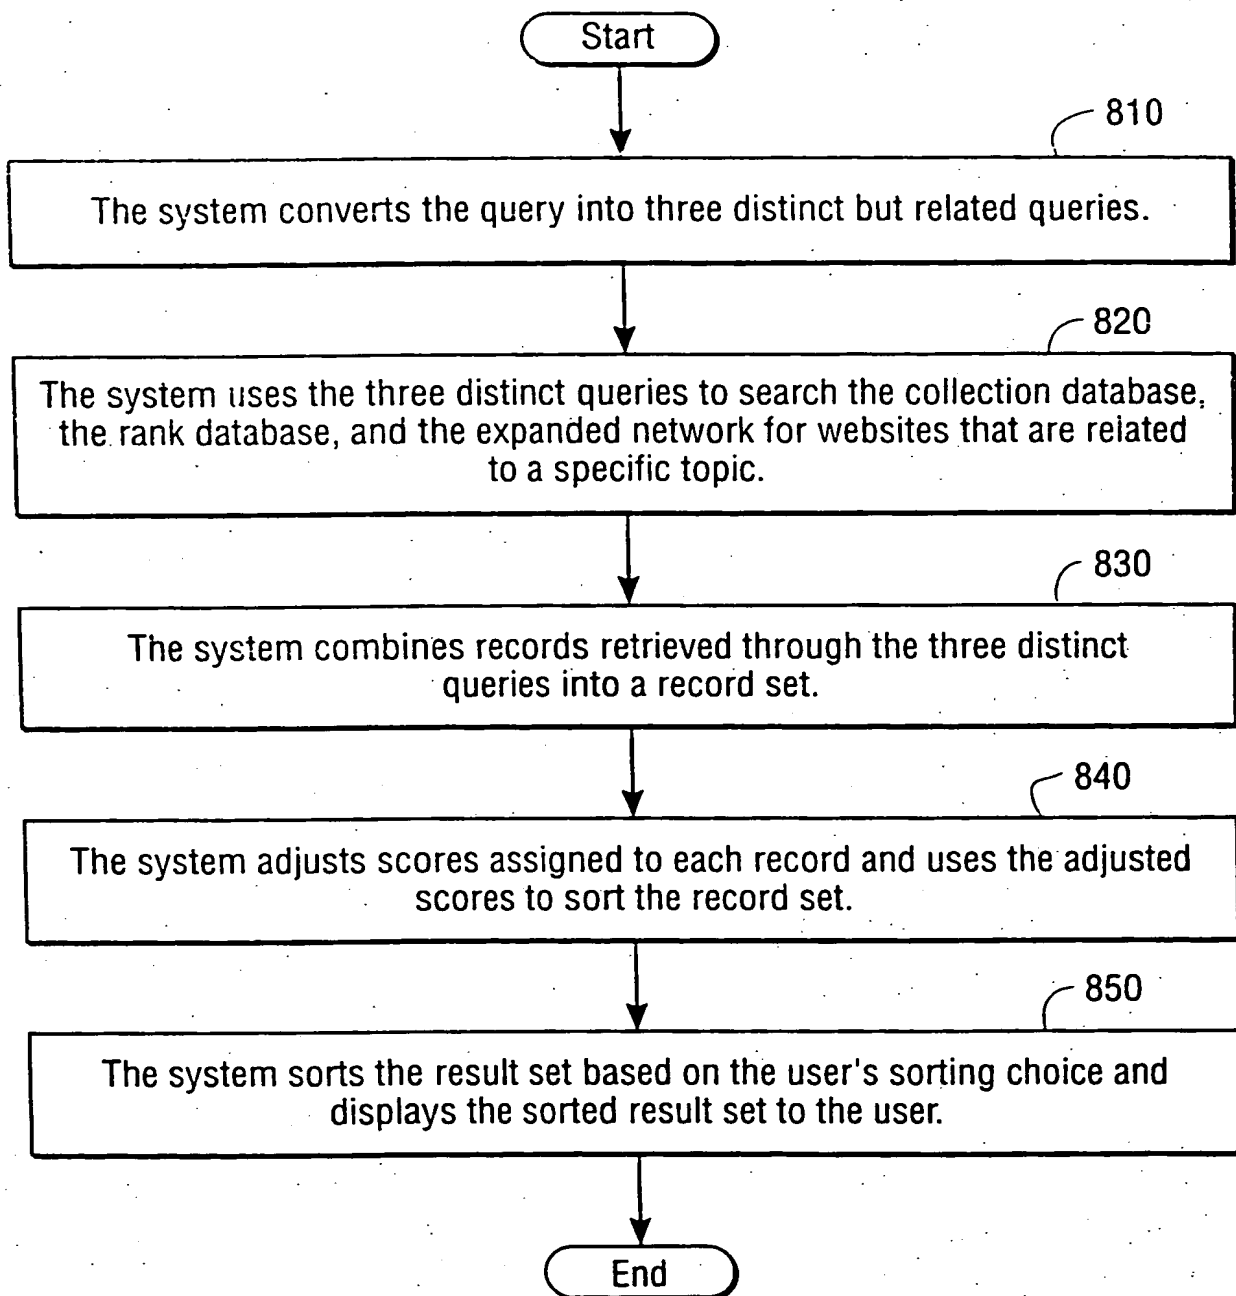 Start
810
The system converts the query into three distinct but related queries.
820
The system uses the three distinct queries to search the collection database,
the rank database, and the expanded network for websites that are related
to a specific topic.
830
The system combines records retrieved through the three distinct
queries into a record set.
840
The system adjusts scores assigned to each record and uses the adjusted
scores to sort the record set.
850
The system sorts the result set based on the user's sorting choice and
displays the sorted result set to the user.
End